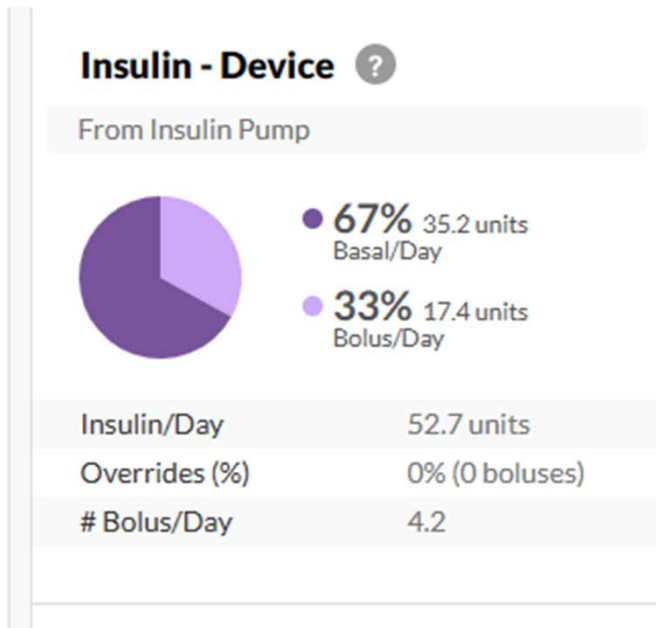 Insulin - Device ?
From Insulin Pump
67% 35.2 units
Basal/Day
33% 17.4 units
Bolus/Day
Insulin/Day 52.7 units
Overrides (%) 0% (0 boluses)
# Bolus/Day 4.2